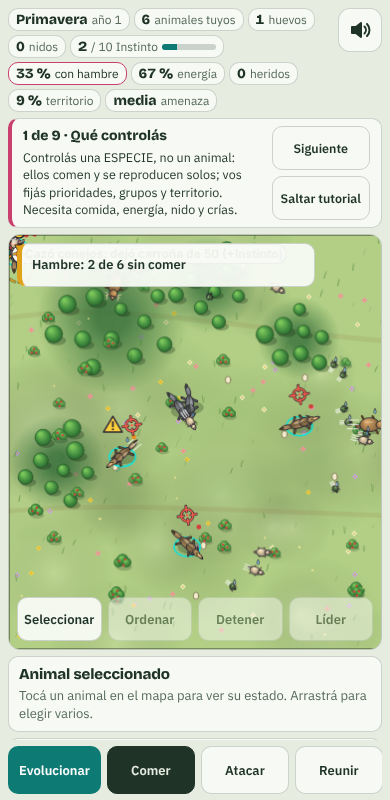 Primavera año 1 6 animales tuyos 1 huevos
0 nidos 2 / 10 Instinto
33 % con hambre 67 % energía 0 heridos
9 % territorio media amenaza
1 de 9 · Qué controlás
Controlás una ESPECIE, no un animal:
ellos comen y se reproducen solos; vos
fijás prioridades, grupos y territorio.
Necesita comida, energía, nido y crías.
Siguiente
Saltar tutorial
Hambre: 2 de 6 sin comer
Seleccionar Ordenar Detener Líder
Animal seleccionado
Tocá un animal en el mapa para ver su estado. Arrastrá para
elegir varios.
Evolucionar Comer Atacar Reunir